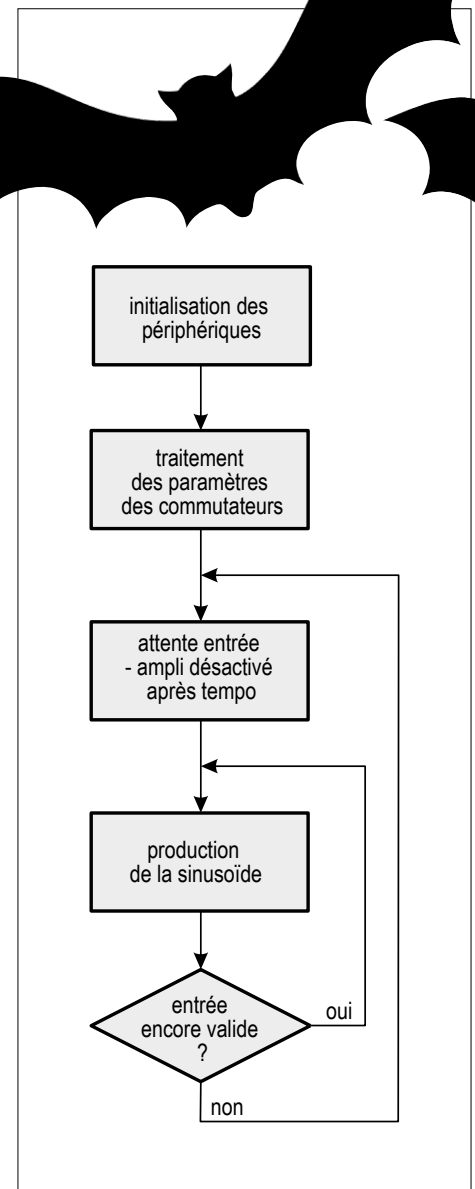 initialisation des
périphériques
traitement
des paramètres
des commutateurs
attente entrée
- ampli désactivé
après tempo
production
de la sinusoïde
entrée
encore valide
?
oui
non